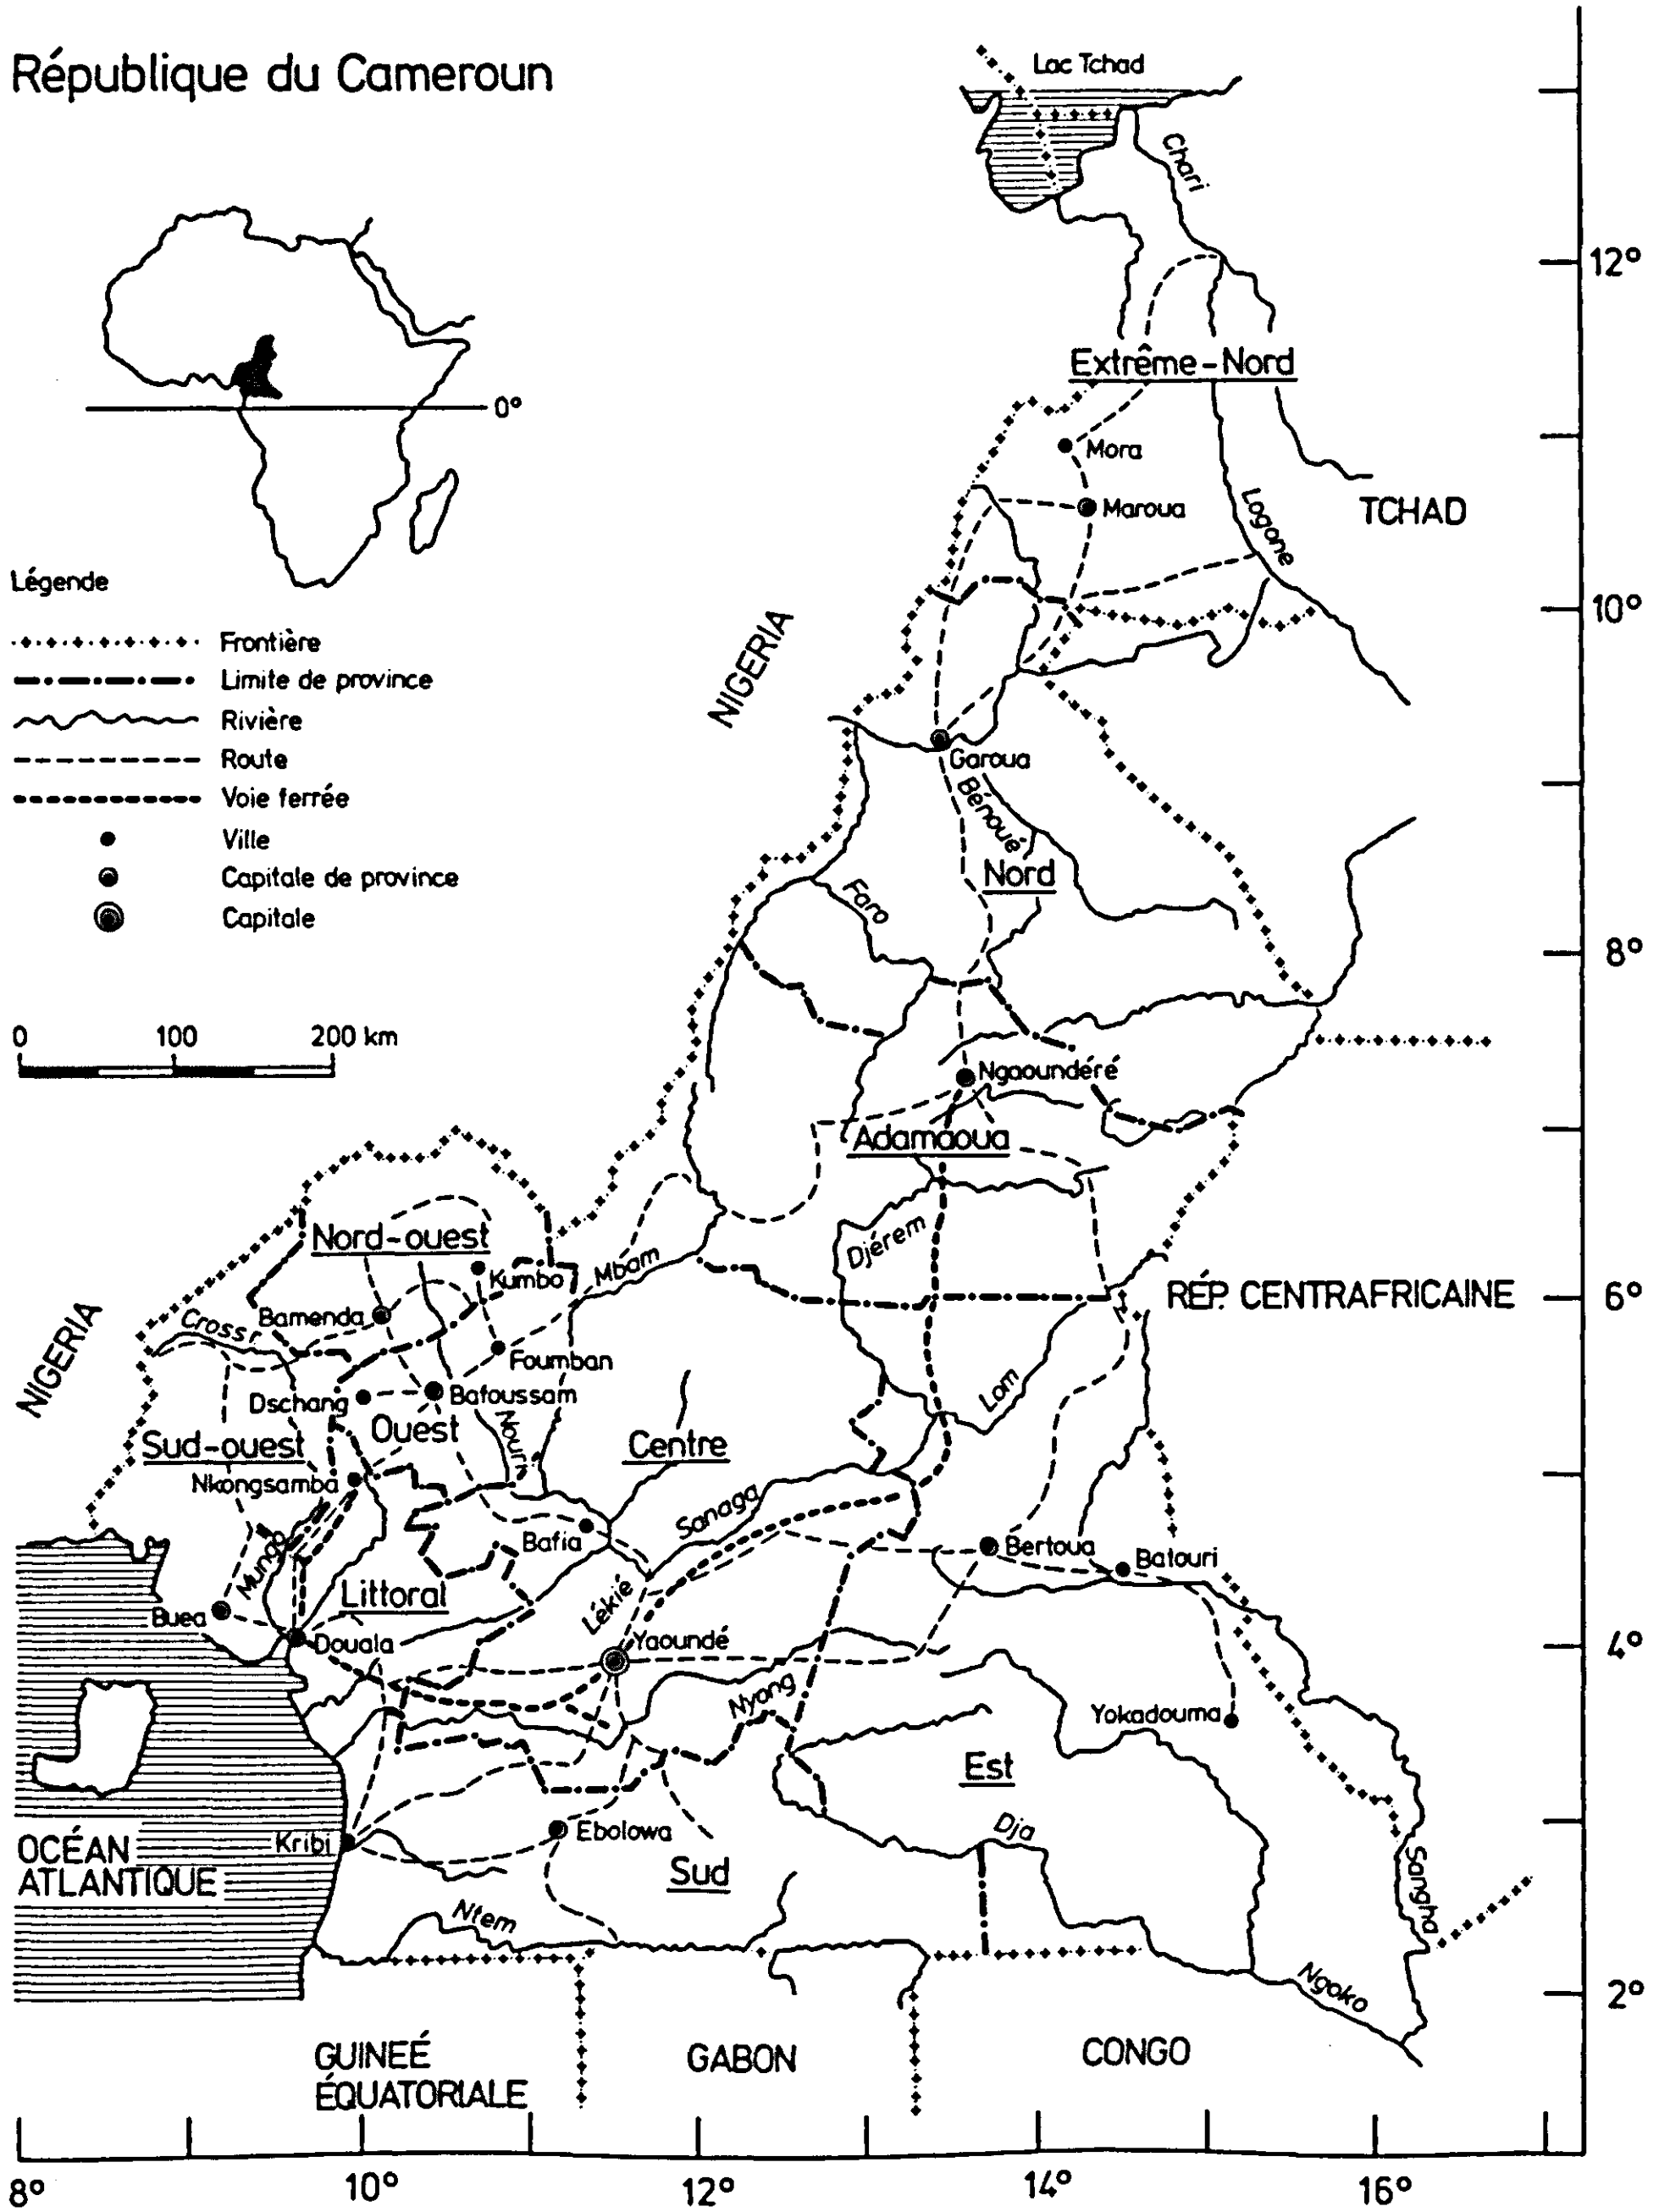 République du Cameroun
Lac Tchad
Chari
12°
0°
Extrême-Nord
Mora
Maroua
TCHAD
Logone
Légende
Frontière
Limite de province
Rivière
Route
Voie ferrée
Ville
Capitale de province
Capitale
10°
NIGERIA
Garoua
Bénoué
Nord
Faro
8°
0 100 200 km
Ngaoundéré
Adamaoua
Nord-ouest
Kumbo
Mbam
Djérem
RÉP. CENTRAFRICAINE
6°
Bamenda
Cross r
NIGERIA
Foumban
Dschang
Bafoussam
Lom
Ouest
Noun
Sud-ouest
Centre
Nkongsamba
Sanaga
Bafia
Bertoua
Batouri
Mungo
Littoral
Lékié
Buea
Douala
Yaoundé
4°
Nyong
Yokadouma
Est
Dja
OCÉAN
ATLANTIQUE
Kribi
Ebolowa
Sud
Sangha
Ntem
Ngoko
2°
GUINEÉ
ÉQUATORIALE
GABON
CONGO
8° 10° 12° 14° 16°